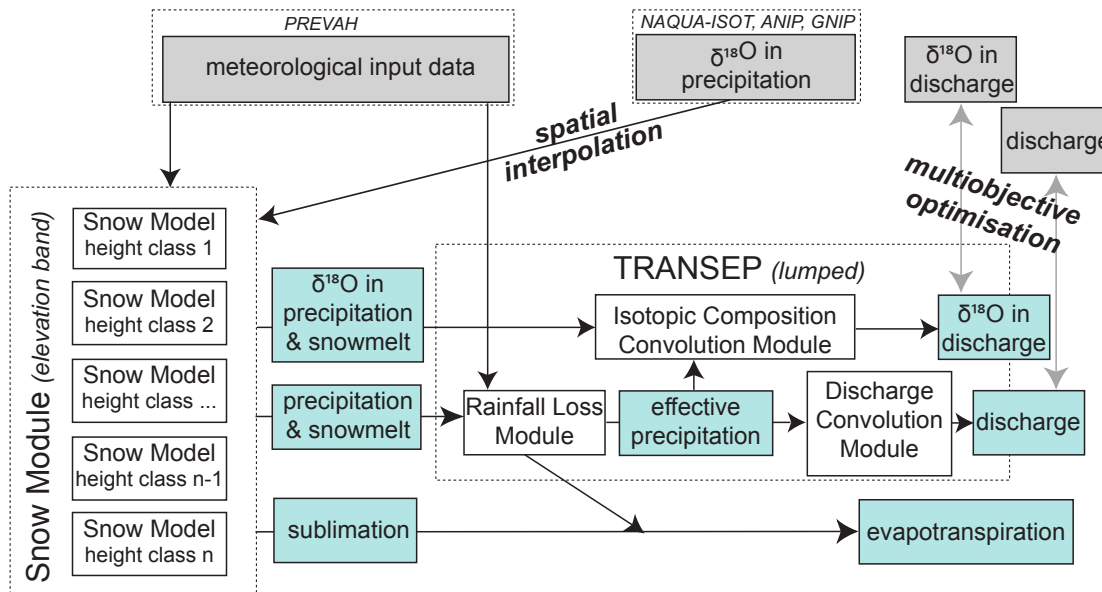 PREVAH
meteorological input data
NAQUA-ISOT, ANIP, GNIP
δ¹⁸O in
precipitation
δ¹⁸O in
discharge
discharge
spatial
interpolation
multiobjective
optimisation
Snow Module (elevation band)
Snow Model
height class 1
Snow Model
height class 2
Snow Model
height class ...
Snow Model
height class n-1
Snow Model
height class n
δ¹⁸O in
precipitation
& snowmelt
precipitation
& snowmelt
sublimation
TRANSEP (lumped)
Isotopic Composition
Convolution Module
Rainfall Loss
Module
effective
precipitation
Discharge
Convolution
Module
δ¹⁸O in
discharge
discharge
evapotranspiration